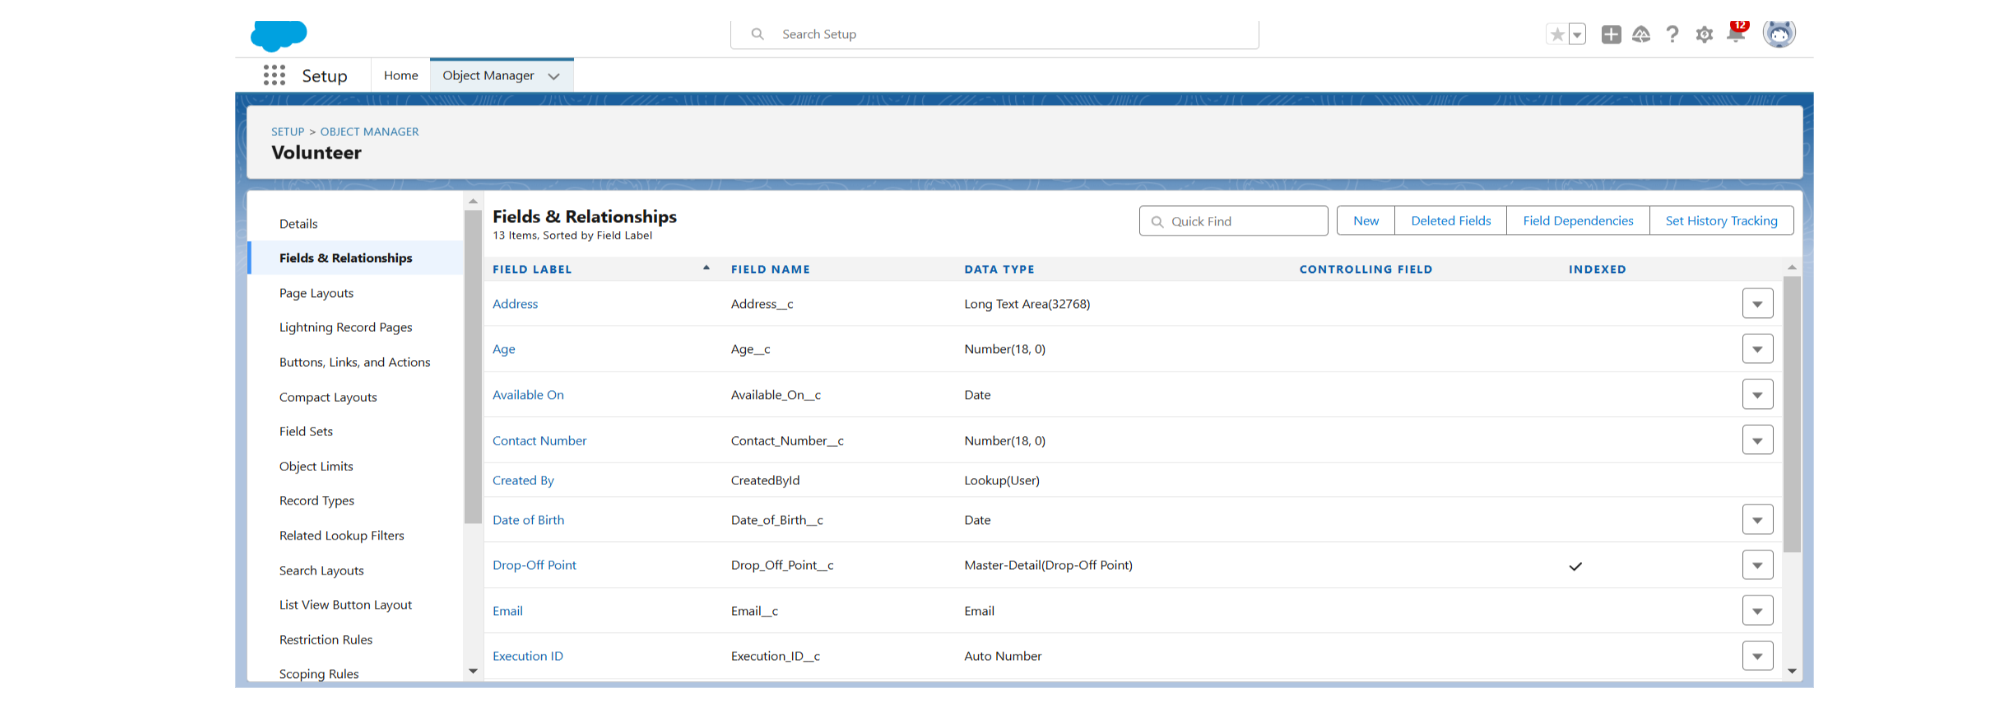 Search Setup
12
Setup Home Object Manager
SETUP > OBJECT MANAGER
Volunteer
Details
Fields & Relationships
Page Layouts
Lightning Record Pages
Buttons, Links, and Actions
Compact Layouts
Field Sets
Object Limits
Record Types
Related Lookup Filters
Search Layouts
List View Button Layout
Restriction Rules
Scoping Rules
Fields & Relationships
13 Items, Sorted by Field Label
Quick Find New Deleted Fields Field Dependencies Set History Tracking
FIELD LABEL FIELD NAME DATA TYPE CONTROLLING FIELD INDEXED
Address Address__c Long Text Area(32768)
Age Age__c Number(18, 0)
Available On Available_On__c Date
Contact Number Contact_Number__c Number(18, 0)
Created By CreatedById Lookup(User)
Date of Birth Date_of_Birth__c Date
Drop-Off Point Drop_Off_Point__c Master-Detail(Drop-Off Point)
Email Email__c Email
Execution ID Execution_ID__c Auto Number